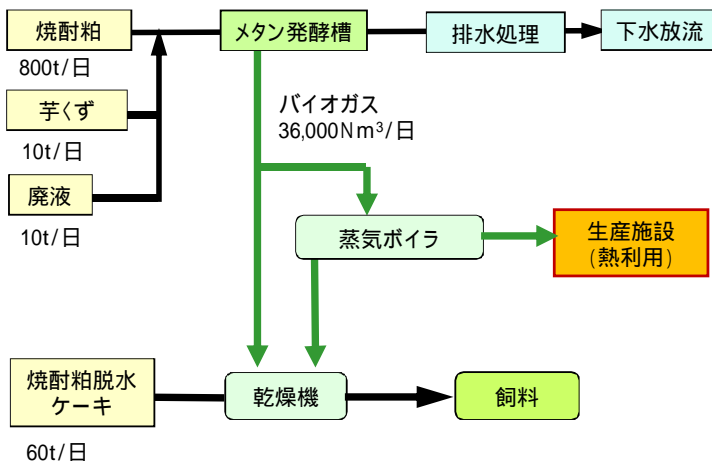 焼酎粕
メタン発酵槽
排水処理
下水放流
800t/日
芋くず
10t/日
廃液
10t/日
バイオガス
36,000Nm³/日
蒸気ボイラ
生産施設
(熱利用)
焼酎粕脱水
ケーキ
60t/日
乾燥機
飼料